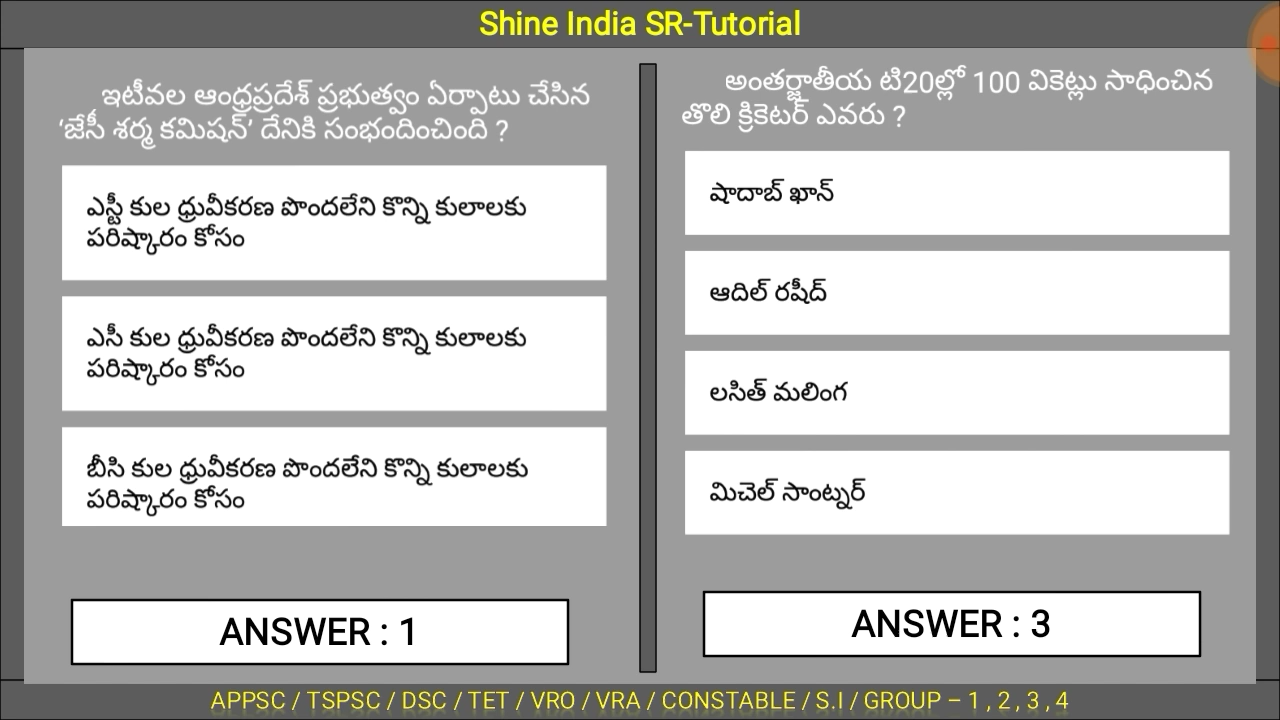 Shine India SR-Tutorial
ఇటీవల ఆంధ్రప్రదేశ్ ప్రభుత్వం ఏర్పాటు చేసిన
‘జేసీ శర్మ కమిషన్’ దేనికి సంభందించింది ?
ఎస్టీ కుల ధ్రువీకరణ పొందలేని కొన్ని కులాలకు
పరిష్కారం కోసం
ఎసీ కుల ధ్రువీకరణ పొందలేని కొన్ని కులాలకు
పరిష్కారం కోసం
బీసి కుల ధ్రువీకరణ పొందలేని కొన్ని కులాలకు
పరిష్కారం కోసం
ANSWER : 1
అంతర్జాతీయ టి20ల్లో 100 వికెట్లు సాధించిన
తొలి క్రికెటర్ ఎవరు ?
షాదాబ్ ఖాన్
ఆదిల్ రషీద్
లసిత్ మలింగ
మిచెల్ సాంట్నర్
ANSWER : 3
APPSC / TSPSC / DSC / TET / VRO / VRA / CONSTABLE / S.I / GROUP – 1 , 2 , 3 , 4